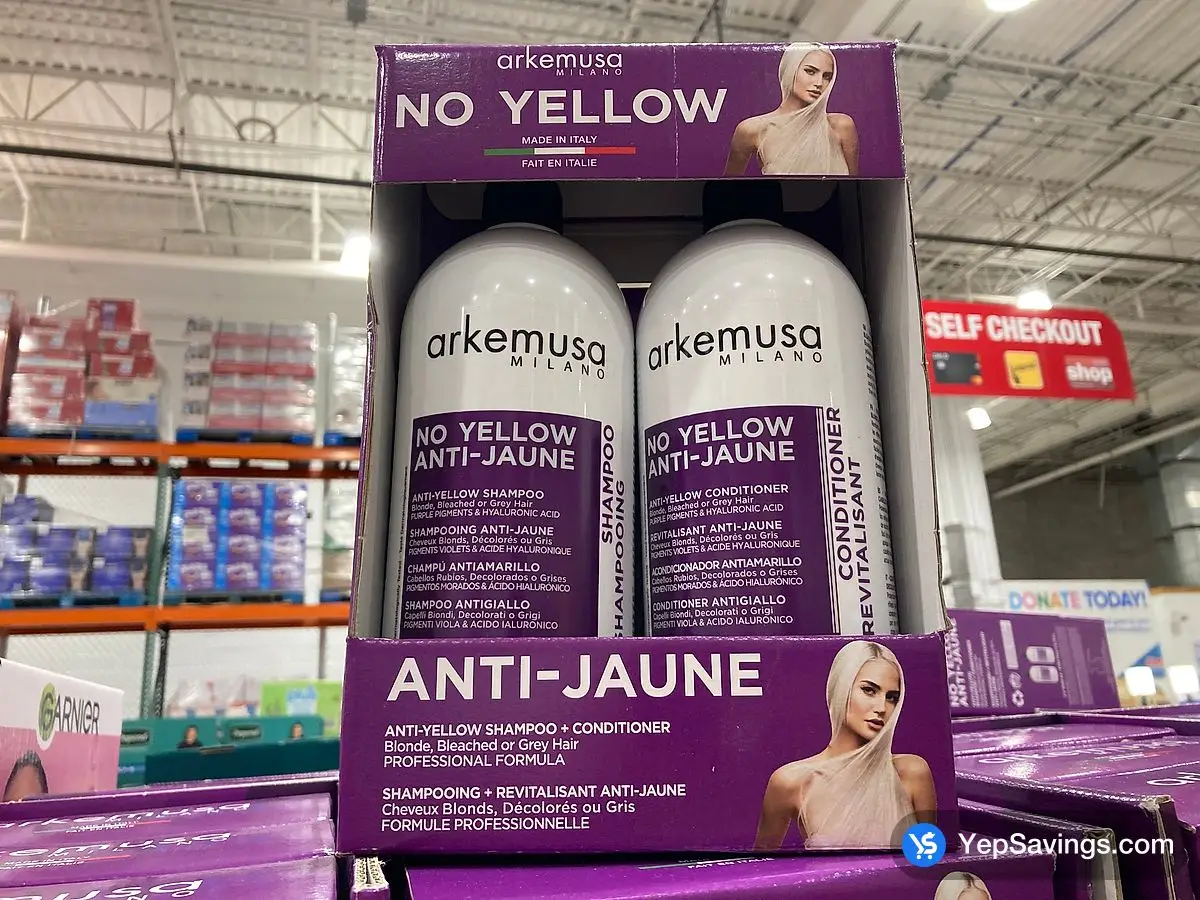 arkemusa
MILANO
NO YELLOW
MADE IN ITALY
FAIT EN ITALIE
arkemusa
MILANO
NO YELLOW
ANTI-JAUNE
ANTI-YELLOW SHAMPOO
Blonde, Bleached or Grey Hair
PURPLE PIGMENTS & HYALURONIC ACID
SHAMPOOING ANTI-JAUNE
Cheveux Blonds, Décolorés ou Gris
PIGMENTS VIOLETS & ACIDE HYALURONIQUE
CHAMPÚ ANTIAMARILLO
Cabellos Rubios, Decolorados o Grises
PIGMENTOS MORADOS & ÁCIDO HIALURÓNICO
SHAMPOO ANTIGIALLO
Capelli Biondi, Decolorati o Grigi
PIGMENTI VIOLA & ACIDO IALURONICO
SHAMPOO
SHAMPOOING
arkemusa
MILANO
NO YELLOW
ANTI-JAUNE
ANTI-YELLOW CONDITIONER
Blonde, Bleached or Grey Hair
PURPLE PIGMENTS & HYALURONIC ACID
REVITALISANT ANTI-JAUNE
Cheveux Blonds, Décolorés ou Gris
PIGMENTS VIOLETS & ACIDE HYALURONIQUE
ACONDICIONADOR ANTIAMARILLO
Cabellos Rubios, Decolorados o Grises
PIGMENTOS MORADOS & ÁCIDO HIALURÓNICO
CONDITIONER ANTIGIALLO
Capelli Biondi, Decolorati o Grigi
PIGMENTI VIOLA & ACIDO IALURONICO
CONDITIONER
REVITALISANT
SELF CHECKOUT
shop
DONATE TODAY!
ANTI-JAUNE
ANTI-YELLOW SHAMPOO + CONDITIONER
Blonde, Bleached or Grey Hair
PROFESSIONAL FORMULA
SHAMPOOING + REVITALISANT ANTI-JAUNE
Cheveux Blonds, Décolorés ou Gris
FORMULE PROFESSIONNELLE
GARNIER
FAIT EN ITALIE
YepSavings.com